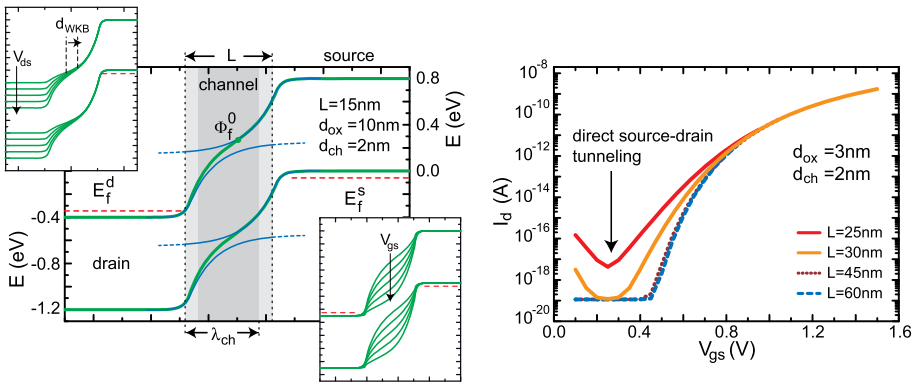 d_WKB
V_ds
L
source
channel
Φ_f^0
L=15nm
d_ox =10nm
d_ch =2nm
0.8
0.4
0.0
E (eV)
E_f^d
E_f^s
-0.4
-0.8
-1.2
E (eV)
drain
V_gs
λ_ch
10^-8
10^-10
10^-12
10^-14
10^-16
10^-18
10^-20
I_d (A)
direct source-drain
tunneling
d_ox =3nm
d_ch =2nm
L=25nm
L=30nm
L=45nm
L=60nm
0.0 0.4 0.8 1.2 1.6
V_gs (V)